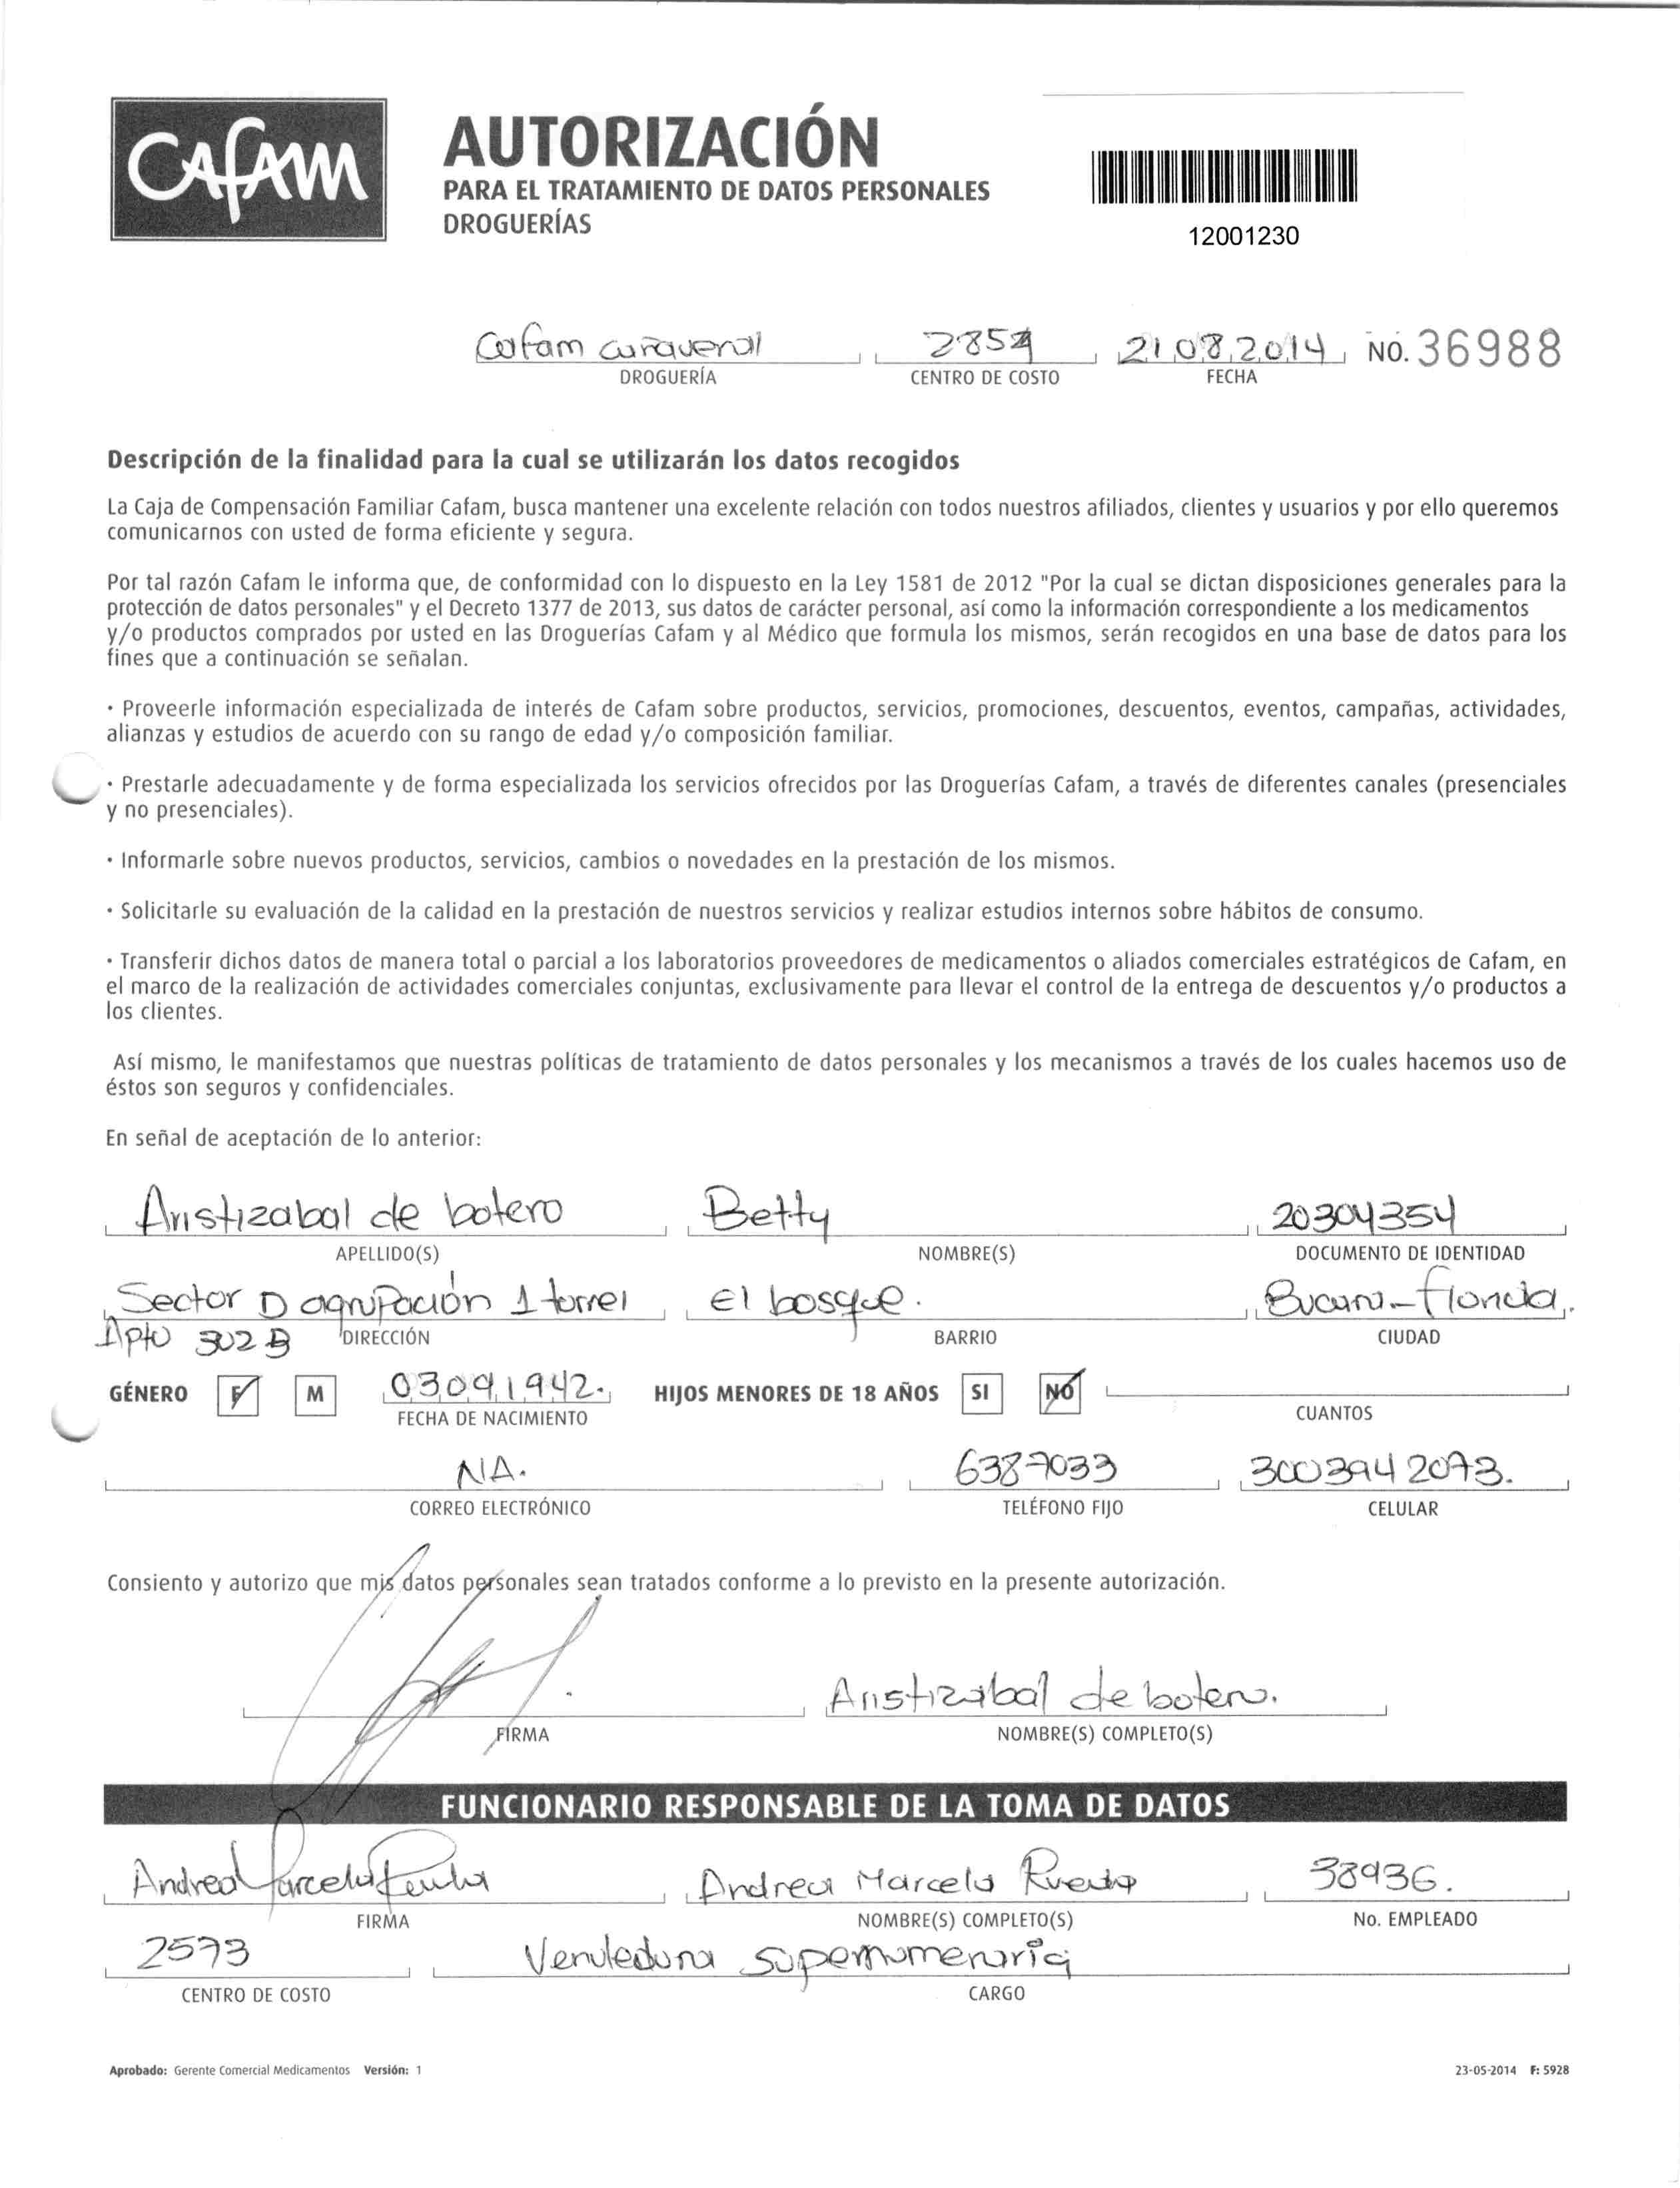 CAFAM
AUTORIZACIÓN
PARA EL TRATAMIENTO DE DATOS PERSONALES
DROGUERÍAS
12001230
Cafam cañaveral 2854 21 08 2014 NO. 36988
DROGUERÍA CENTRO DE COSTO FECHA
Descripción de la finalidad para la cual se utilizarán los datos recogidos
La Caja de Compensación Familiar Cafam, busca mantener una excelente relación con todos nuestros afiliados, clientes y usuarios y por ello queremos
comunicarnos con usted de forma eficiente y segura.
Por tal razón Cafam le informa que, de conformidad con lo dispuesto en la Ley 1581 de 2012 "Por la cual se dictan disposiciones generales para la
protección de datos personales" y el Decreto 1377 de 2013, sus datos de carácter personal, así como la información correspondiente a los medicamentos
y/o productos comprados por usted en las Droguerías Cafam y al Médico que formula los mismos, serán recogidos en una base de datos para los
fines que a continuación se señalan.
· Proveerle información especializada de interés de Cafam sobre productos, servicios, promociones, descuentos, eventos, campañas, actividades,
alianzas y estudios de acuerdo con su rango de edad y/o composición familiar.
· Prestarle adecuadamente y de forma especializada los servicios ofrecidos por las Droguerías Cafam, a través de diferentes canales (presenciales
y no presenciales).
· Informarle sobre nuevos productos, servicios, cambios o novedades en la prestación de los mismos.
· Solicitarle su evaluación de la calidad en la prestación de nuestros servicios y realizar estudios internos sobre hábitos de consumo.
· Transferir dichos datos de manera total o parcial a los laboratorios proveedores de medicamentos o aliados comerciales estratégicos de Cafam, en
el marco de la realización de actividades comerciales conjuntas, exclusivamente para llevar el control de la entrega de descuentos y/o productos a
los clientes.
Así mismo, le manifestamos que nuestras políticas de tratamiento de datos personales y los mecanismos a través de los cuales hacemos uso de
éstos son seguros y confidenciales.
En señal de aceptación de lo anterior:
Aristizabal de botero Betty 20304354
APELLIDO(S) NOMBRE(S) DOCUMENTO DE IDENTIDAD
Sector D agrupación 1 torre1 el bosque. Bucara-florida.
Apto 302 B DIRECCIÓN BARRIO CIUDAD
GÉNERO F M 03 09 1942. HIJOS MENORES DE 18 AÑOS SI NO
FECHA DE NACIMIENTO CUANTOS
NA. 6387033 3003942073.
CORREO ELECTRÓNICO TELÉFONO FIJO CELULAR
Consiento y autorizo que mis datos personales sean tratados conforme a lo previsto en la presente autorización.
Aristizabal de botero.
FIRMA NOMBRE(S) COMPLETO(S)
FUNCIONARIO RESPONSABLE DE LA TOMA DE DATOS
Andrea Marcela Rueda Andrea Marcela Rueda 38936.
FIRMA NOMBRE(S) COMPLETO(S) No. EMPLEADO
2573 Vendedora supernumeraria
CENTRO DE COSTO CARGO
Aprobado: Gerente Comercial Medicamentos Versión: 1 23-05-2014 F: 5928